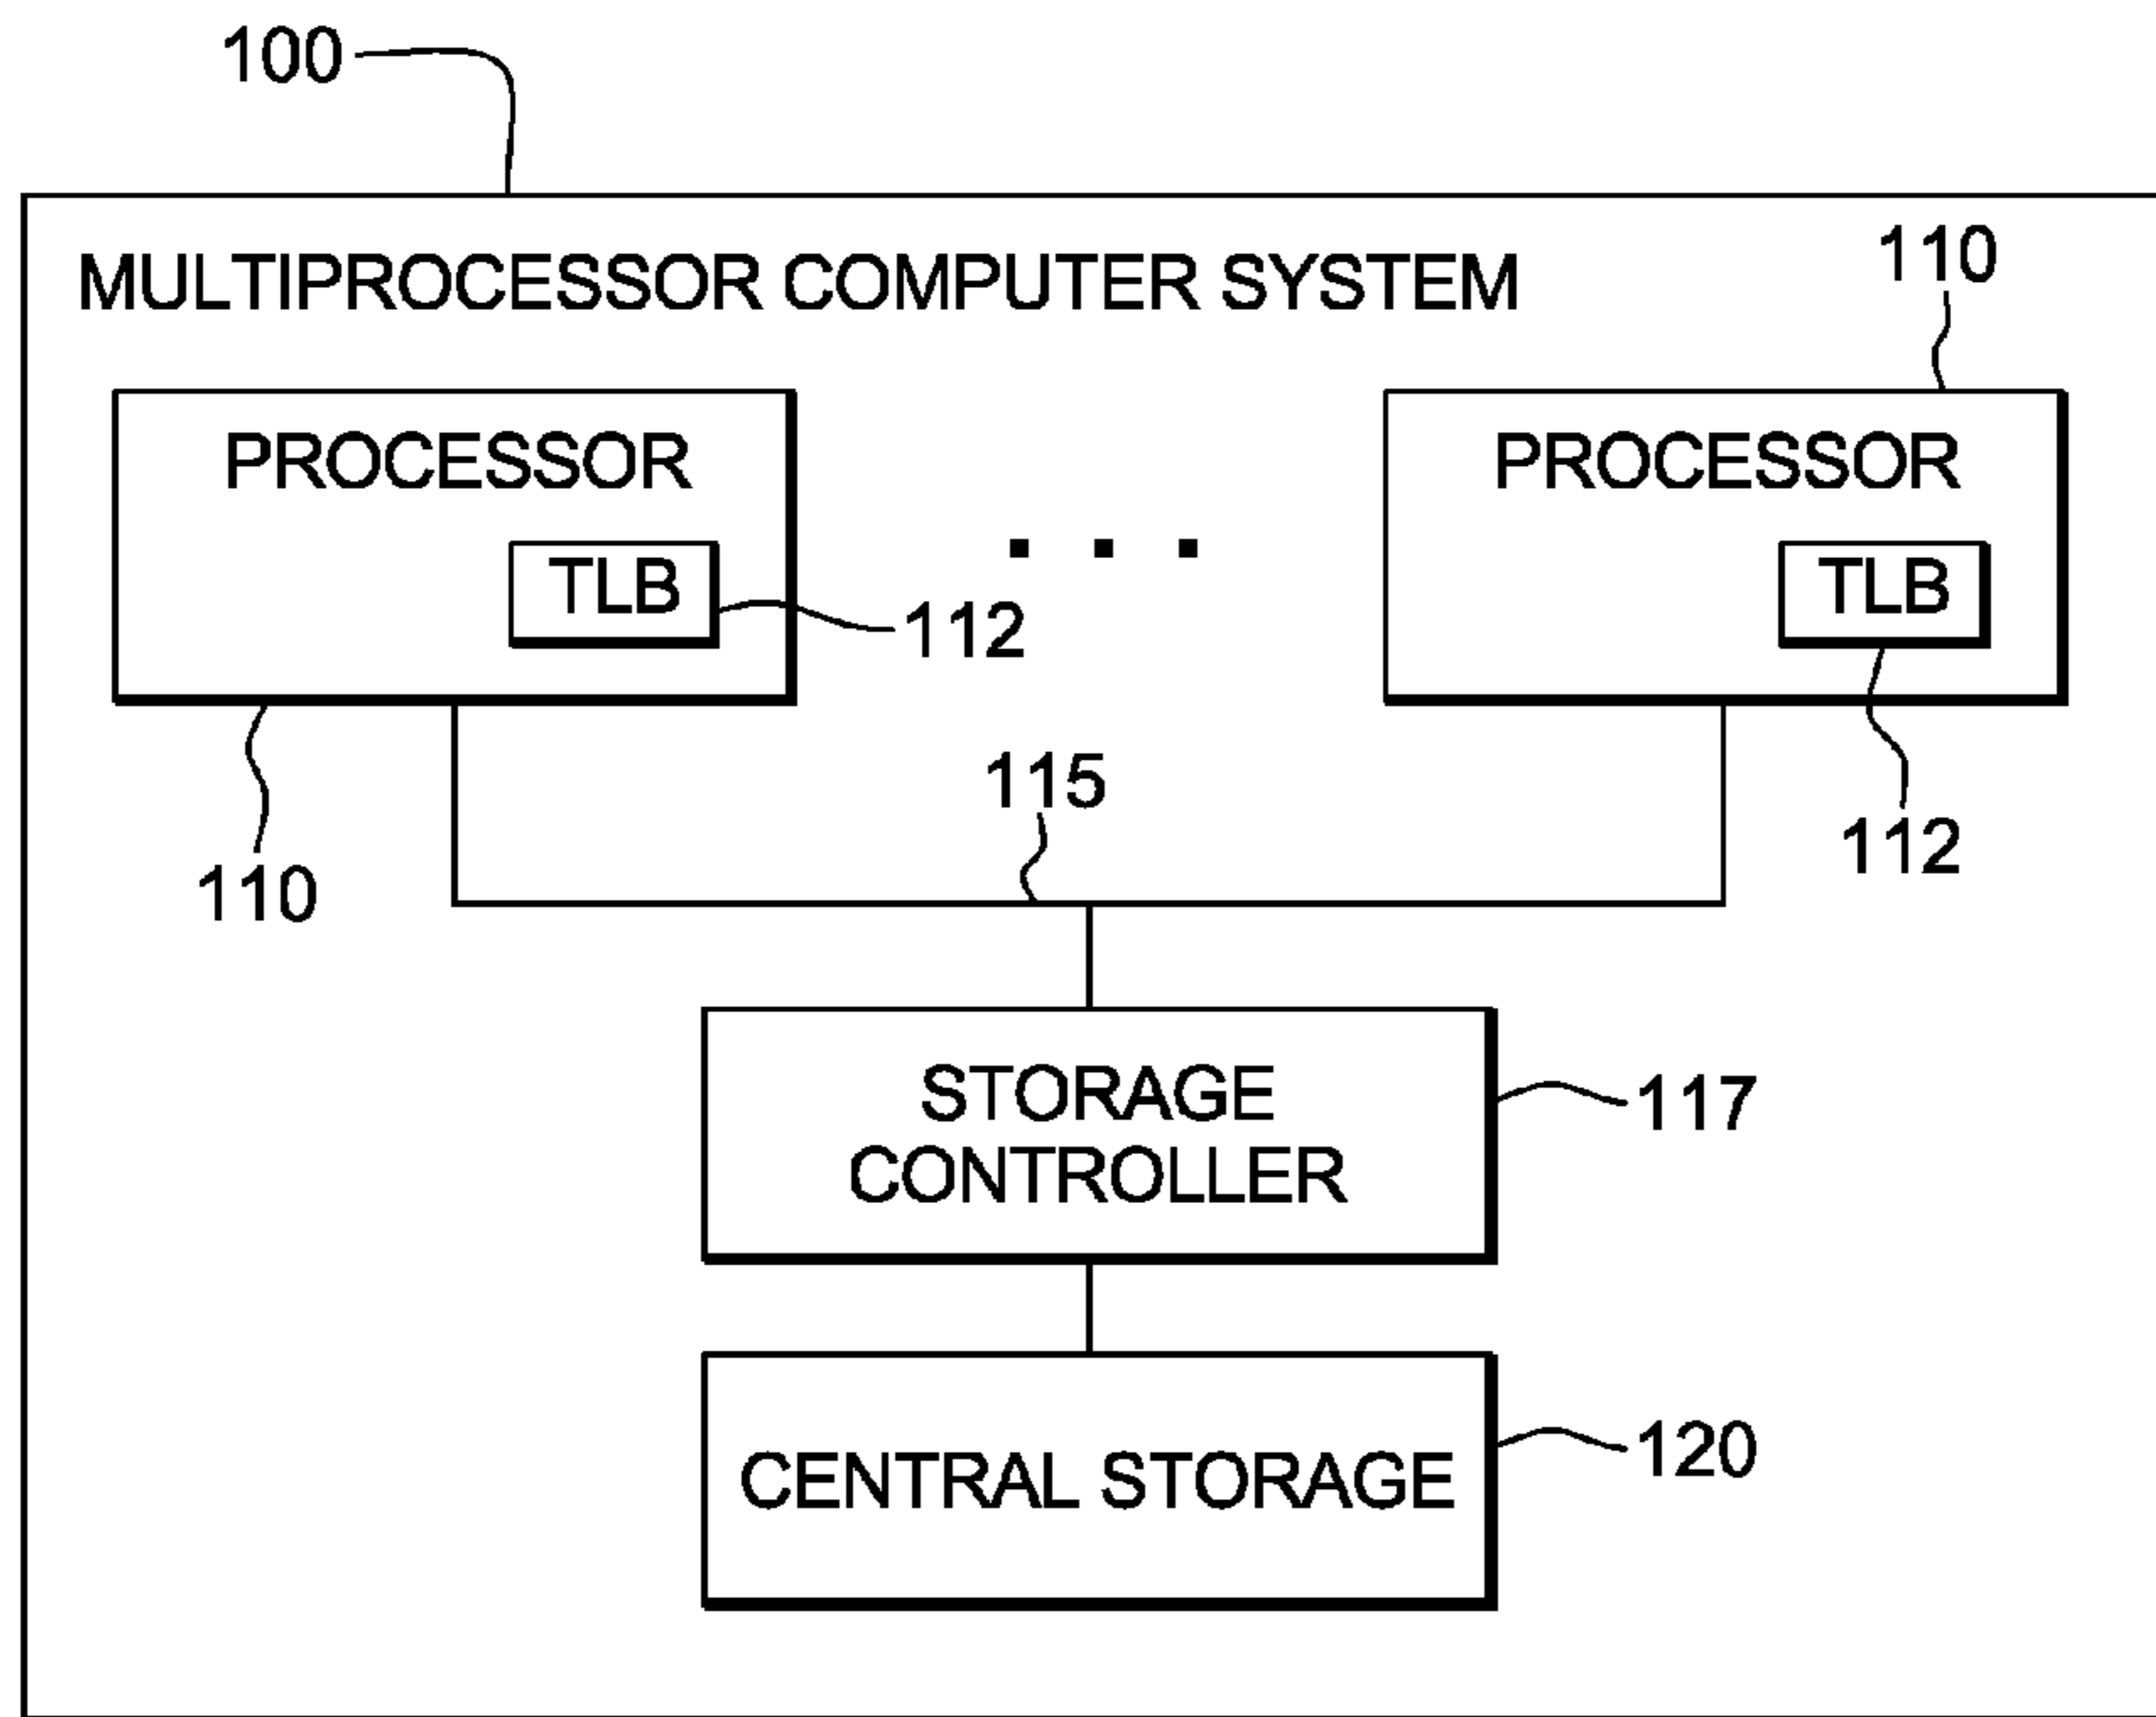 100
MULTIPROCESSOR COMPUTER SYSTEM
110
PROCESSOR
TLB
112
110
PROCESSOR
TLB
112
115
STORAGE
CONTROLLER
117
CENTRAL STORAGE
120